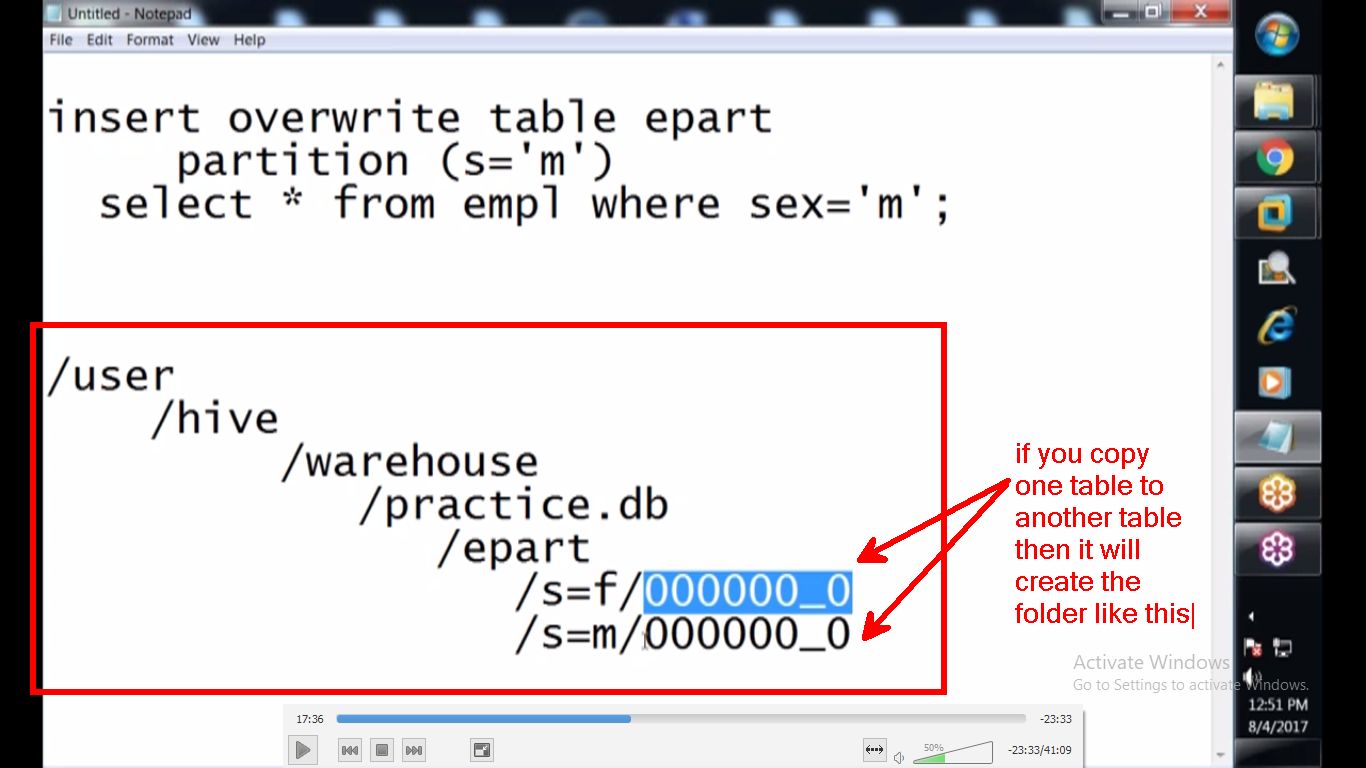 Untitled - Notepad
File Edit Format View Help
insert overwrite table epart
partition (s='m')
select * from empl where sex='m';
/user
/hive
/warehouse
/practice.db
/epart
/s=f/000000_0
/s=m/000000_0
if you copy
one table to
another table
then it will
create the
folder like this
Activate Windows
Go to Settings to activate Windows.
12:51 PM
8/4/2017
17:36
-23:33
50%
-23:33/41:09